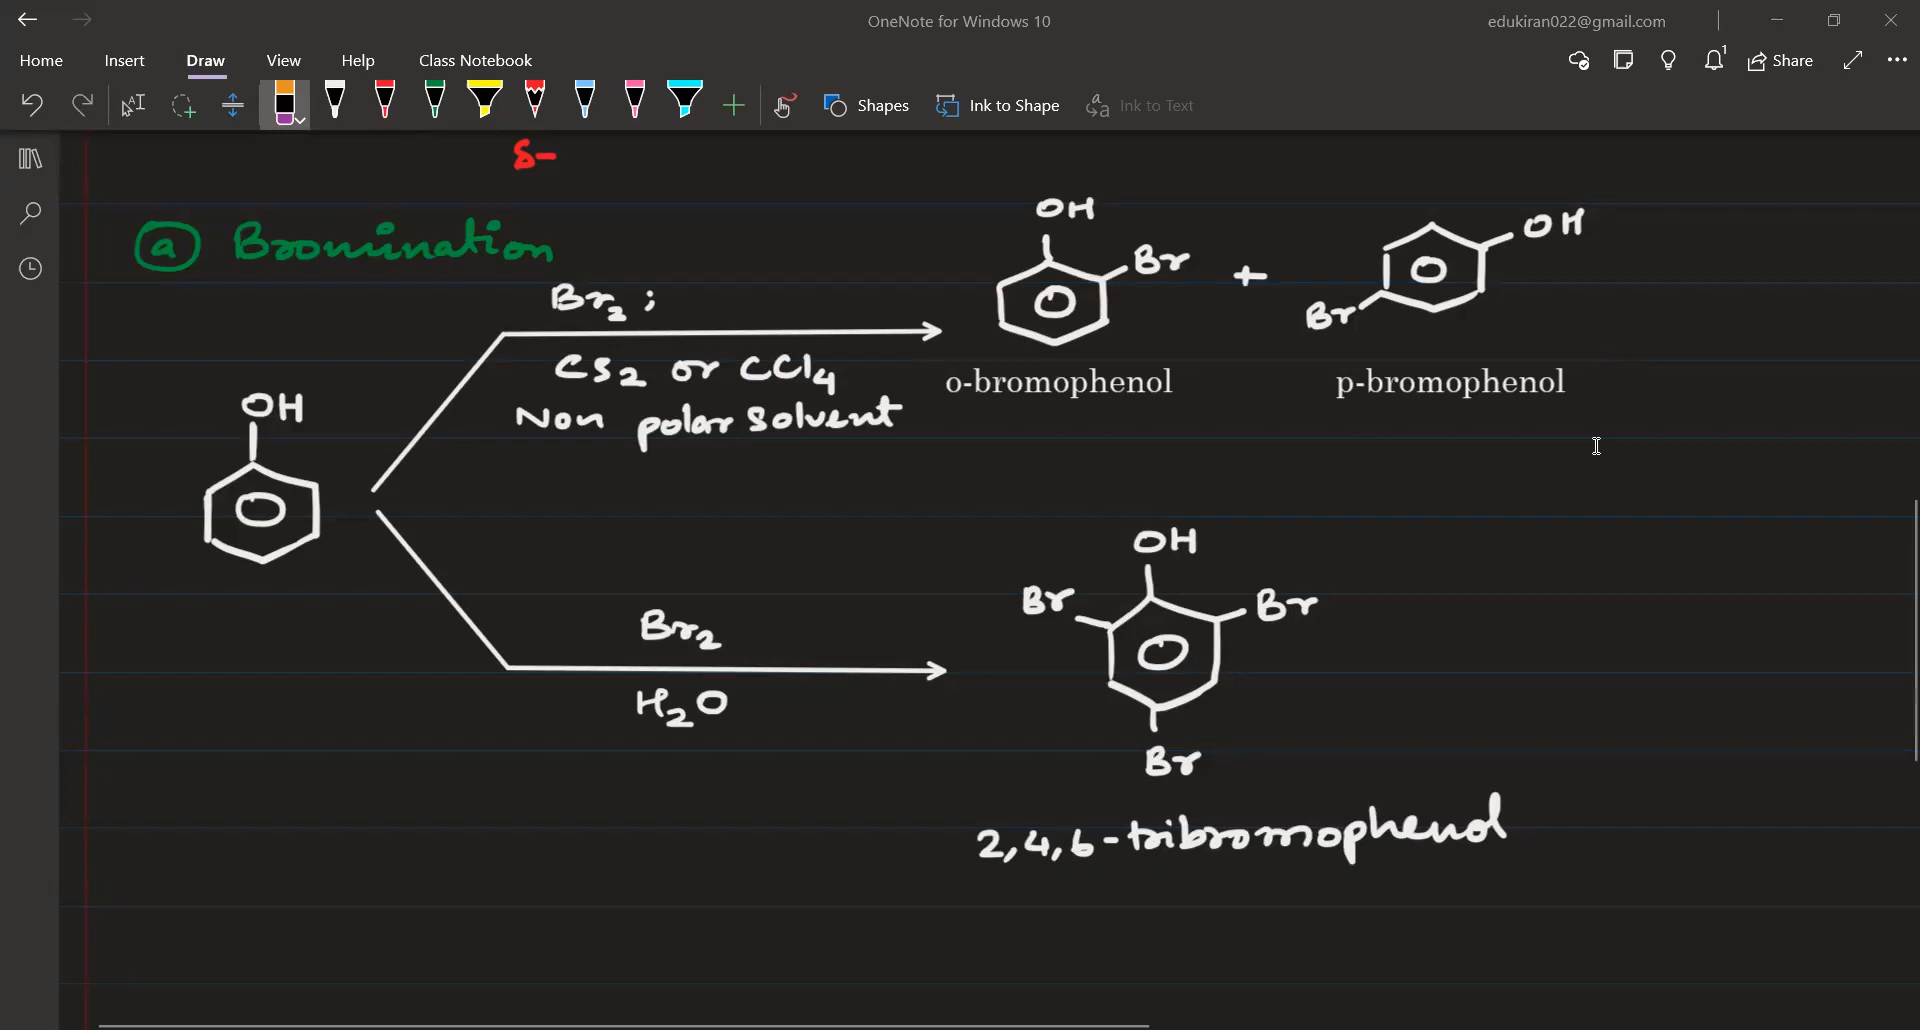 OneNote for Windows 10
edukiran022@gmail.com
Home Insert Draw View Help Class Notebook
1
Share
Shapes Ink to Shape Ink to Text
δ-
(a) Bromination
Br2 ;
CS2 or CCl4
Non polar solvent
OH
OH
Br
+
OH
Br
o-bromophenol
p-bromophenol
Br2
H2O
OH
Br
Br
Br
2,4,6-tribromophenol